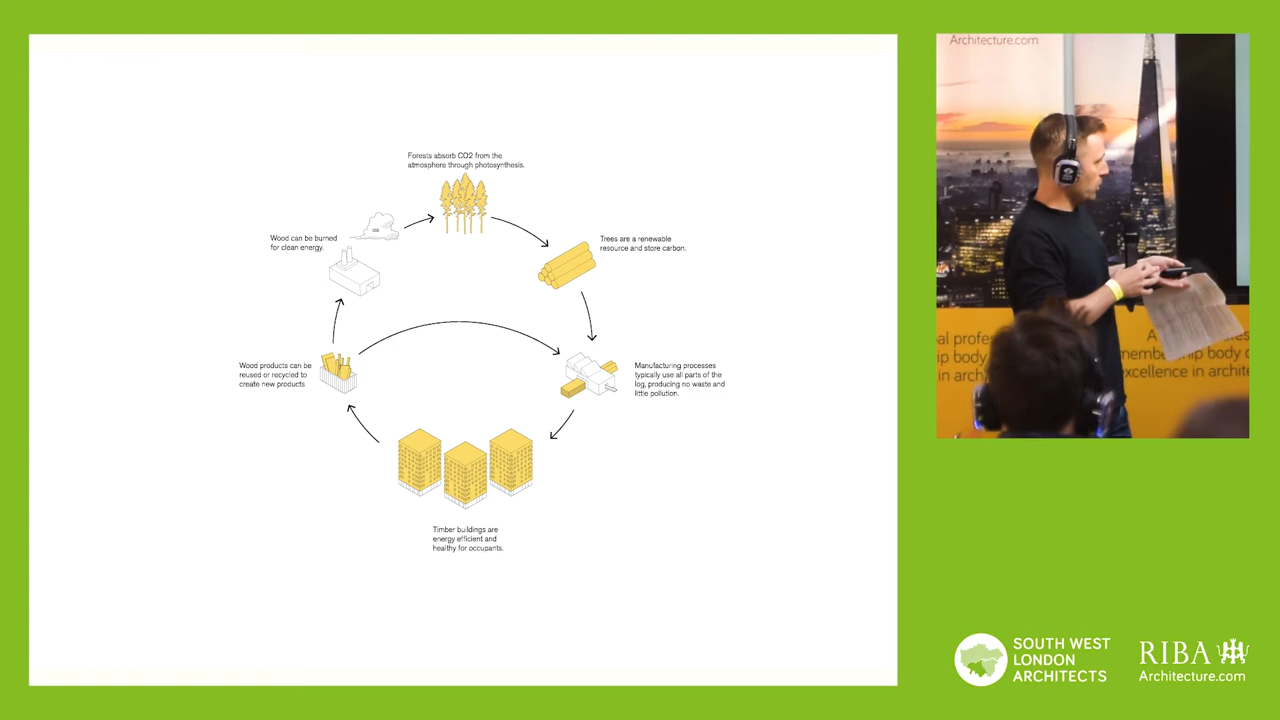 Forests absorb CO2 from the
atmosphere through photosynthesis.
Wood can be burned
for clean energy.
Trees are a renewable
resource and store carbon.
Wood products can be
reused or recycled to
create new products
Manufacturing processes
typically use all parts of the
log, producing no waste and
little pollution.
Timber buildings are
energy efficient and
healthy for occupants.
Architecture.com
SOUTH WEST
LONDON
ARCHITECTS
RIBA
Architecture.com